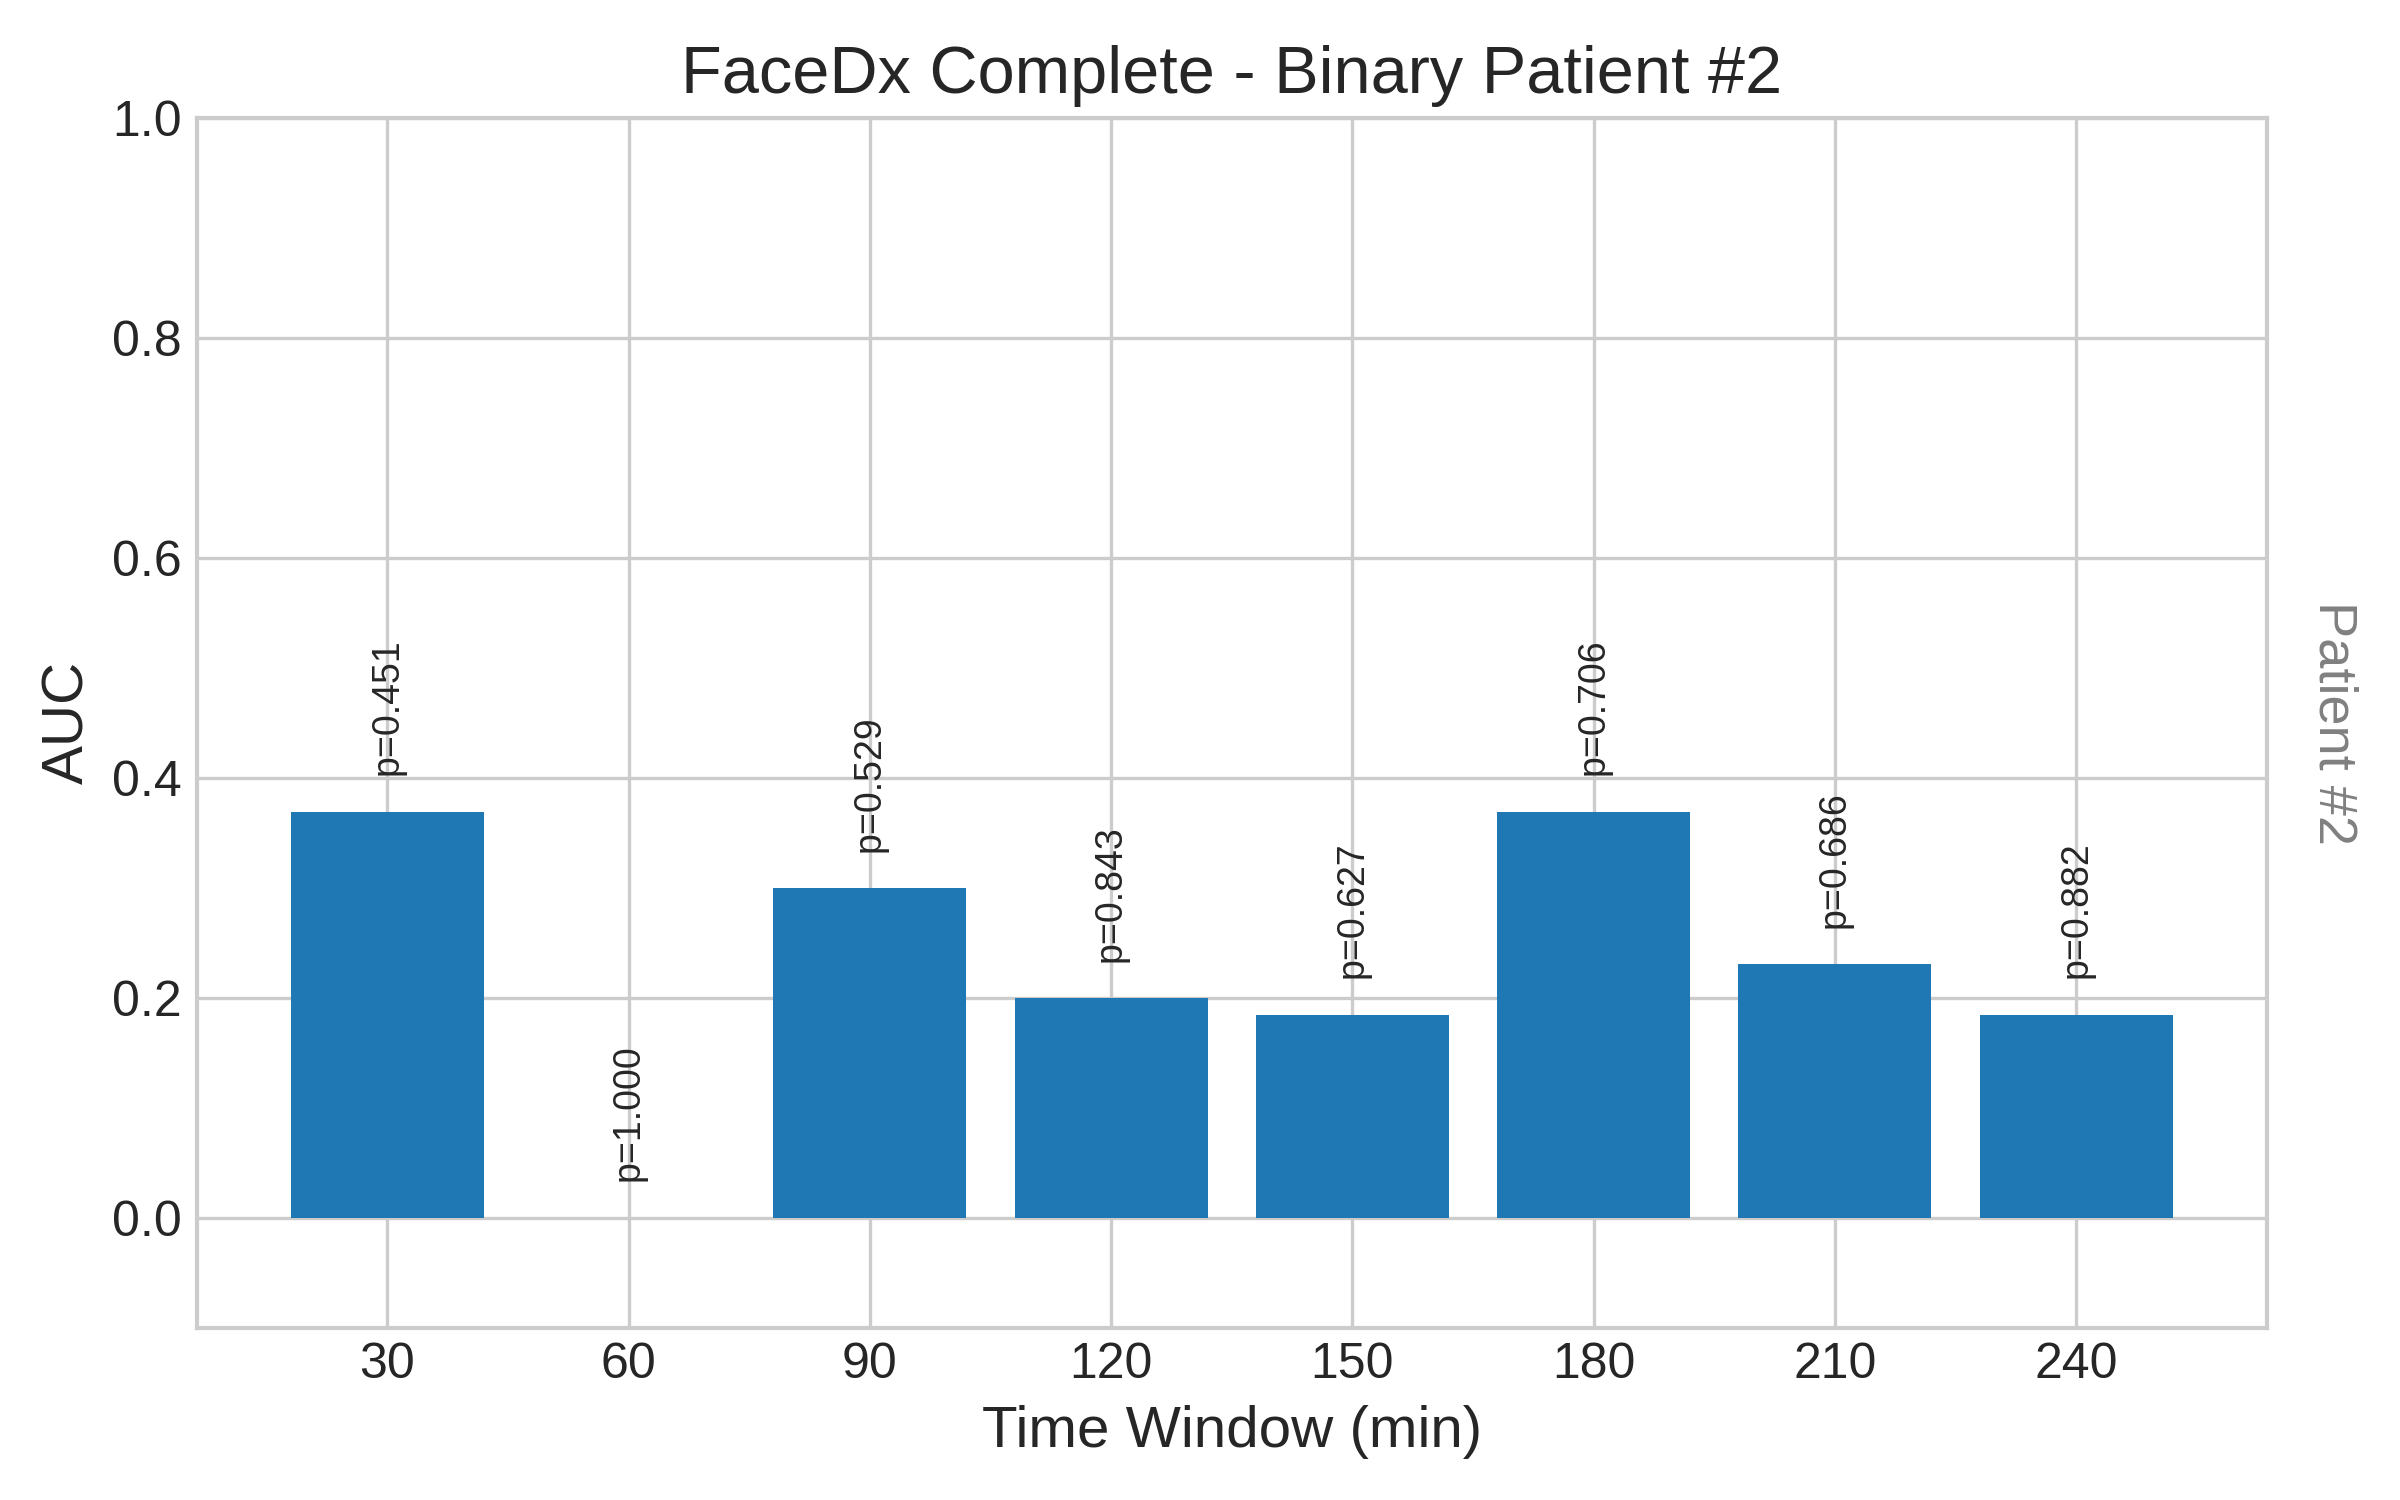 FaceDx Complete - Binary Patient #2
1.0
0.8
0.6
0.4
0.2
0.0
AUC
p=0.451
p=1.000
p=0.529
p=0.843
p=0.627
p=0.706
p=0.686
p=0.882
30 60 90 120 150 180 210 240
Time Window (min)
Patient #2